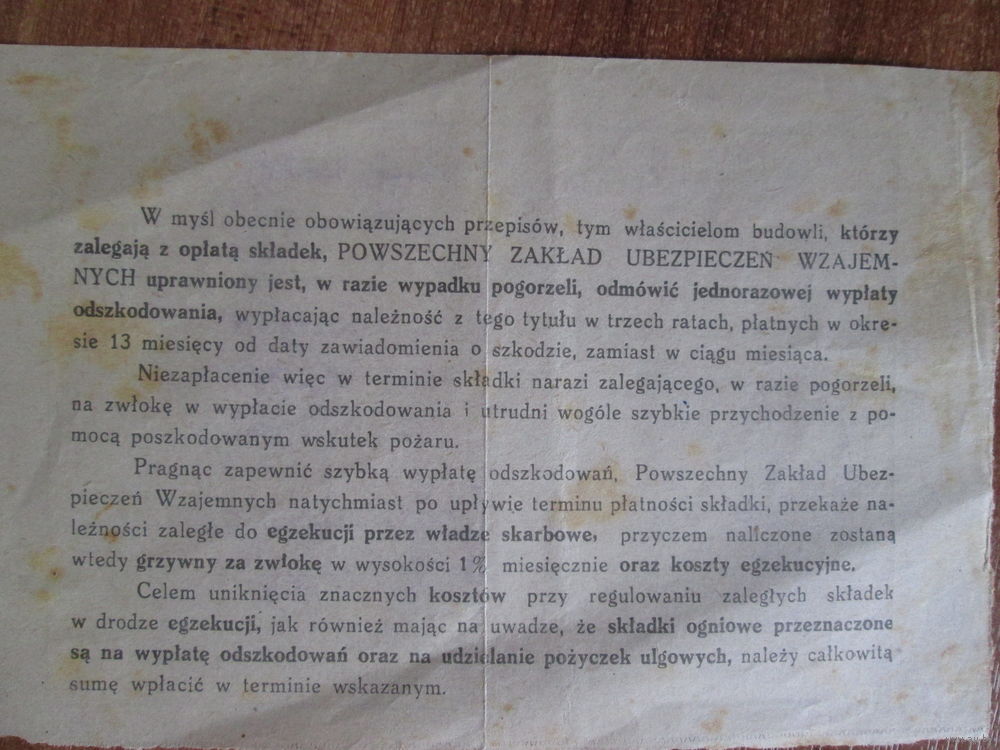 W myśl obecnie obowiązujących przepisów, tym właścicielom budowli, którzy
zalegają z opłatą składek, POWSZECHNY ZAKŁAD UBEZPIECZEŃ WZAJEM-
NYCH uprawniony jest, w razie wypadku pogorzeli, odmówić jednorazowej wypłaty
odszkodowania, wypłacając należność z tego tytułu w trzech ratach, płatnych w okre-
sie 13 miesięcy od daty zawiadomienia o szkodzie, zamiast w ciągu miesiąca.
Niezapłacenie więc w terminie składki narazi zalegającego, w razie pogorzeli,
na zwłokę w wypłacie odszkodowania i utrudni wogóle szybkie przychodzenie z po-
mocą poszkodowanym wskutek pożaru.
Pragnąc zapewnić szybką wypłatę odszkodowań, Powszechny Zakład Ubez-
pieczeń Wzajemnych natychmiast po upływie terminu płatności składki, przekaże na-
leżności zaległe do egzekucji przez władze skarbowe, przyczem naliczone zostaną
wtedy grzywny za zwłokę w wysokości 1% miesięcznie oraz koszty egzekucyjne.
Celem uniknięcia znacznych kosztów przy regulowaniu zaległych składek
w drodze egzekucji, jak również mając na uwadze, że składki ogniowe przeznaczone
są na wypłatę odszkodowań oraz na udzielanie pożyczek ulgowych, należy całkowitą
sumę wpłacić w terminie wskazanym.